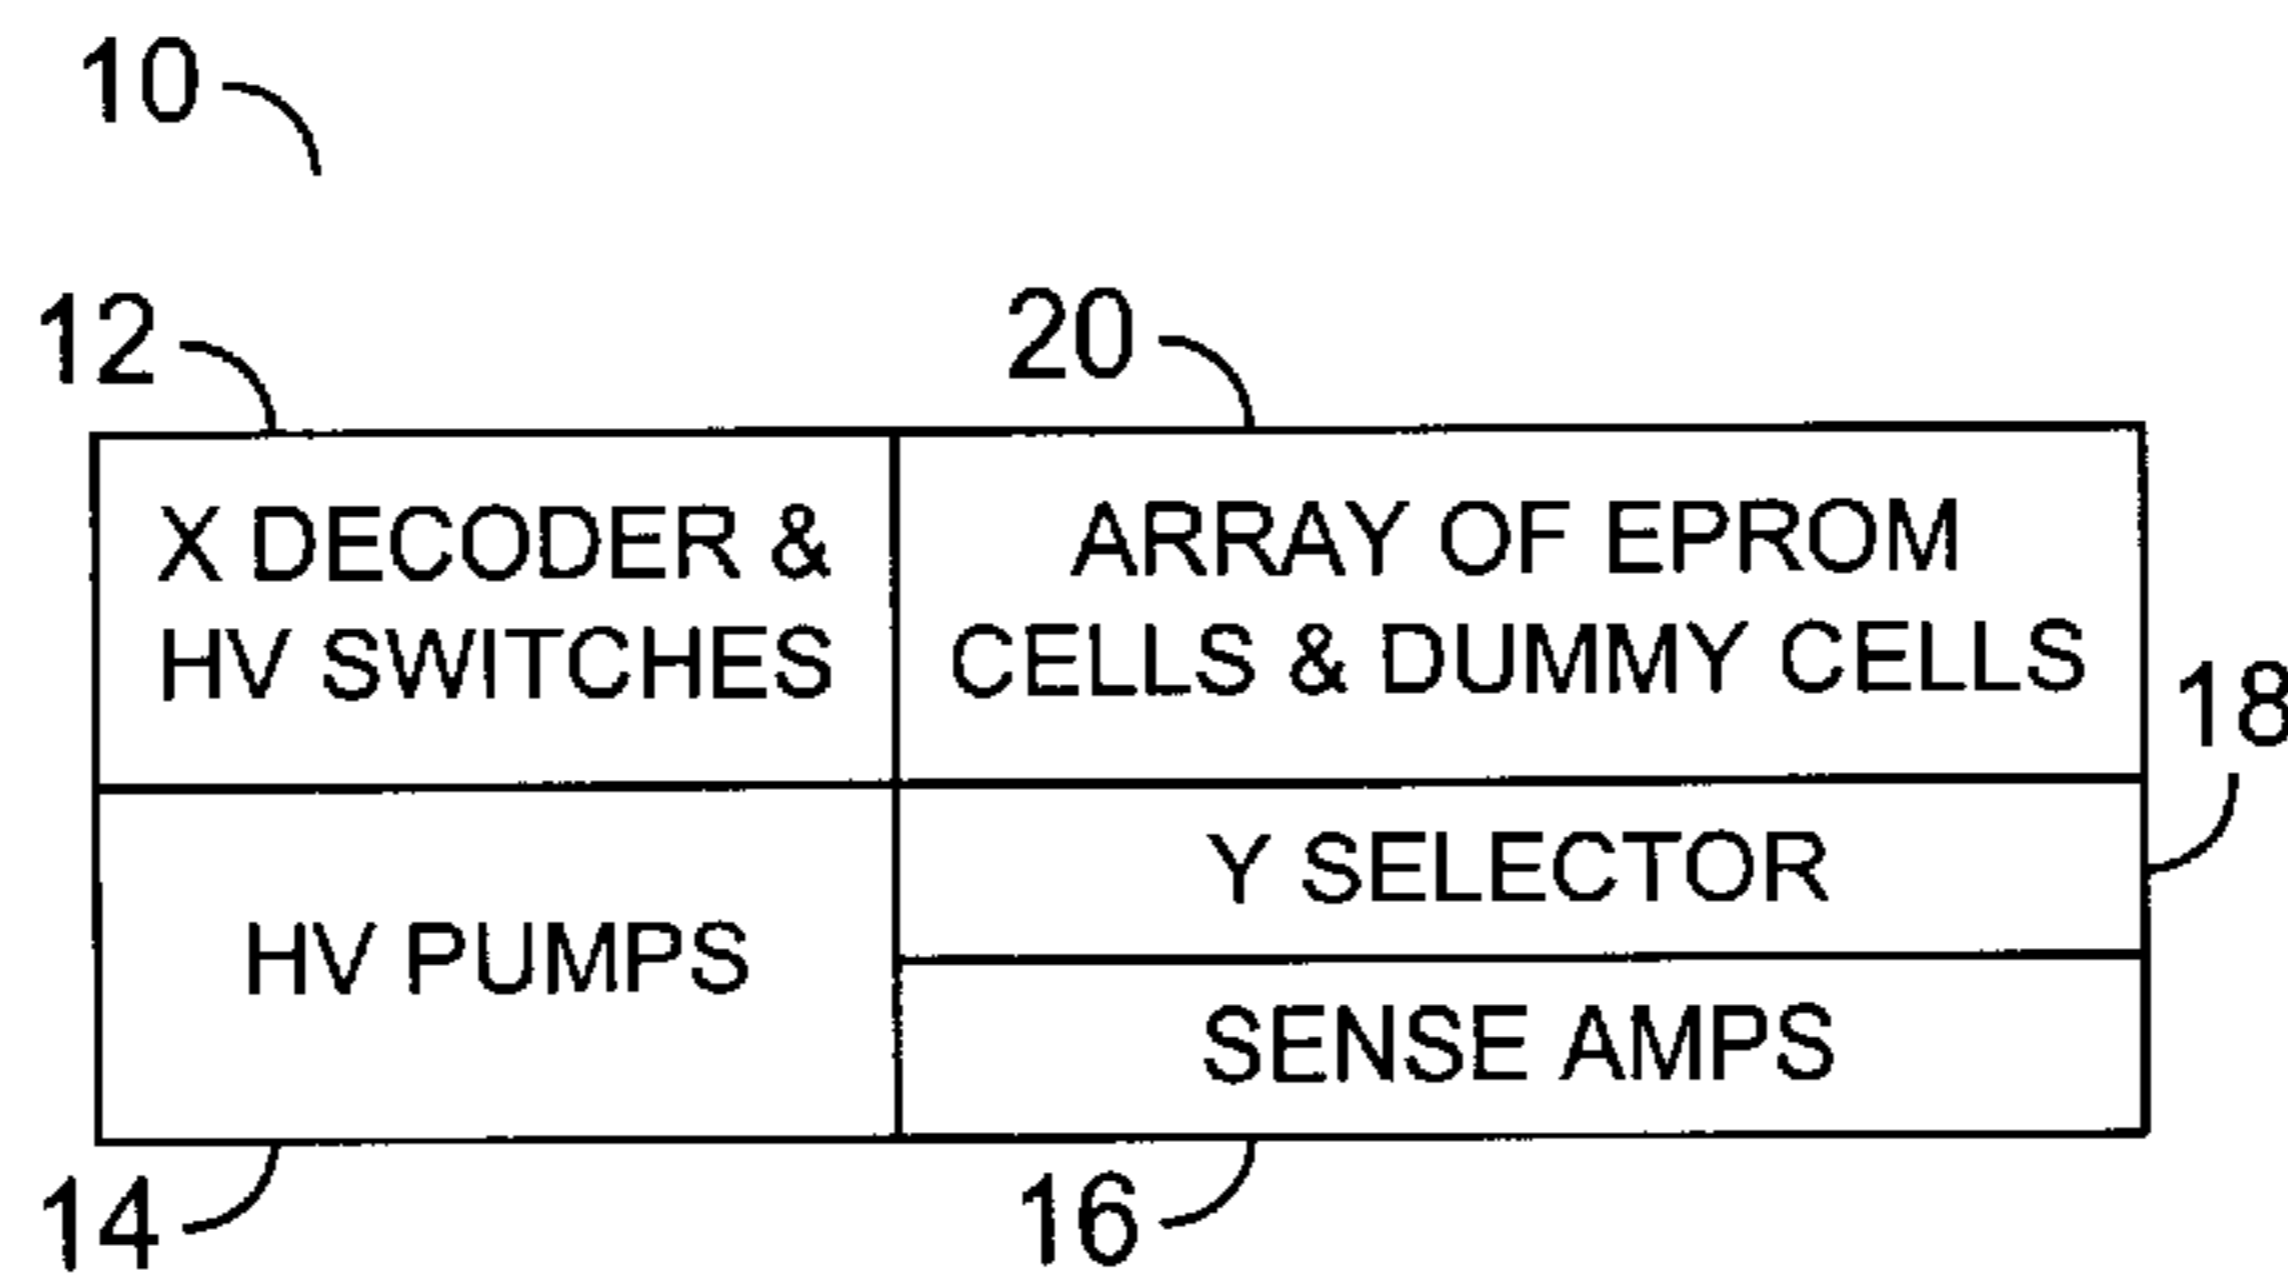 10
12
20
X DECODER &
HV SWITCHES
ARRAY OF EPROM
CELLS & DUMMY CELLS
18
HV PUMPS
Y SELECTOR
SENSE AMPS
14
16